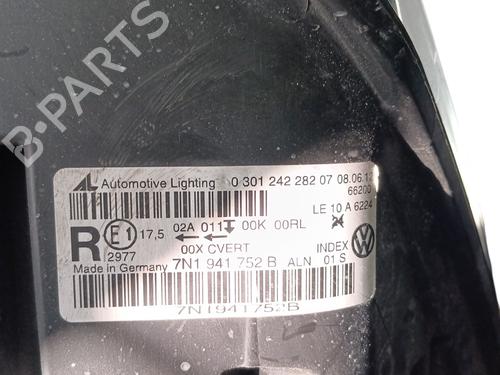 B-PARTS
AL Automotive Lighting 0 301 242 282 07 08.06.12
66200
LE 10 A 6224
R E1 17,5 02A 011 00K 00RL
2977 00X CVERT INDEX
Made in Germany 7N1 941 752 B ALN 01 S
7N1941752B